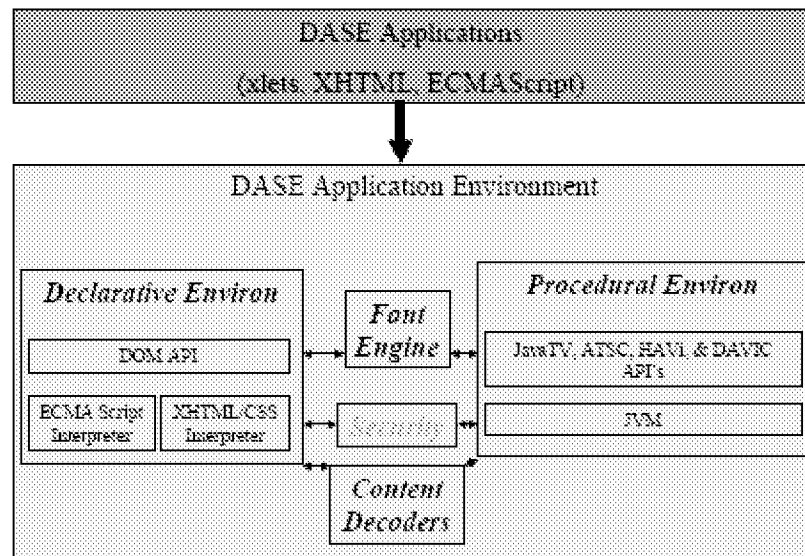 DASE Applications
(xlets, XHTML, ECMAScript)
DASE Application Environment
Declarative Environ
DOM API
ECMA Script
Interpreter
XHTML/CSS
Interpreter
Font
Engine
Security
Content
Decoders
Procedural Environ
JavaTV, ATSC, HAVi, & DAVIC
API's
JVM